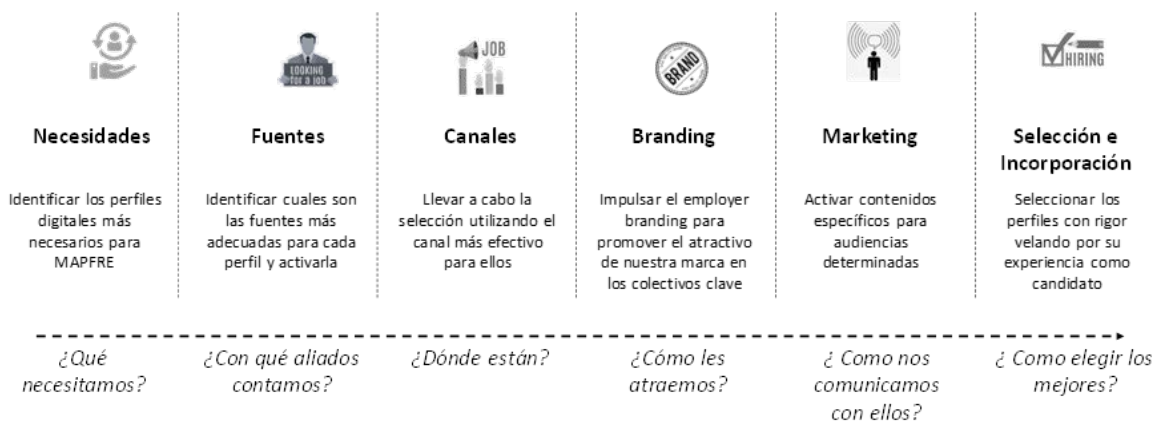 JOB
LOOKING
for a job
BRAND
HIRING
Necesidades
Identificar los perfiles
digitales más
necesarios para
MAPFRE
Fuentes
Identificar cuales son
las fuentes más
adecuadas para cada
perfil y activarla
Canales
Llevar a cabo la
selección utilizando el
canal más efectivo
para ellos
Branding
Impulsar el employer
branding para
promover el atractivo
de nuestra marca en
los colectivos clave
Marketing
Activar contenidos
específicos para
audiencias
determinadas
Selección e
Incorporación
Seleccionar los
perfiles con rigor
velando por su
experiencia como
candidato
¿Qué
necesitamos?
¿Con qué aliados
contamos?
¿Dónde están?
¿Cómo les
atraemos?
¿ Como nos
comunicamos
con ellos?
¿ Como elegir los
mejores?